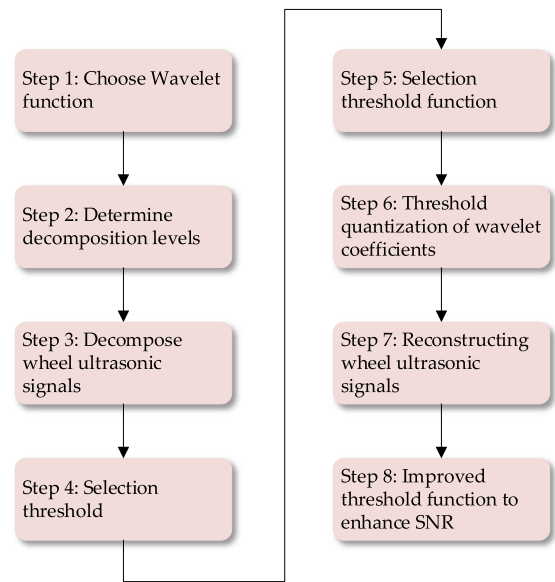 Step 1: Choose Wavelet
function
Step 2: Determine
decomposition levels
Step 3: Decompose
wheel ultrasonic
signals
Step 4: Selection
threshold
Step 5: Selection
threshold function
Step 6: Threshold
quantization of wavelet
coefficients
Step 7: Reconstructing
wheel ultrasonic
signals
Step 8: Improved
threshold function to
enhance SNR